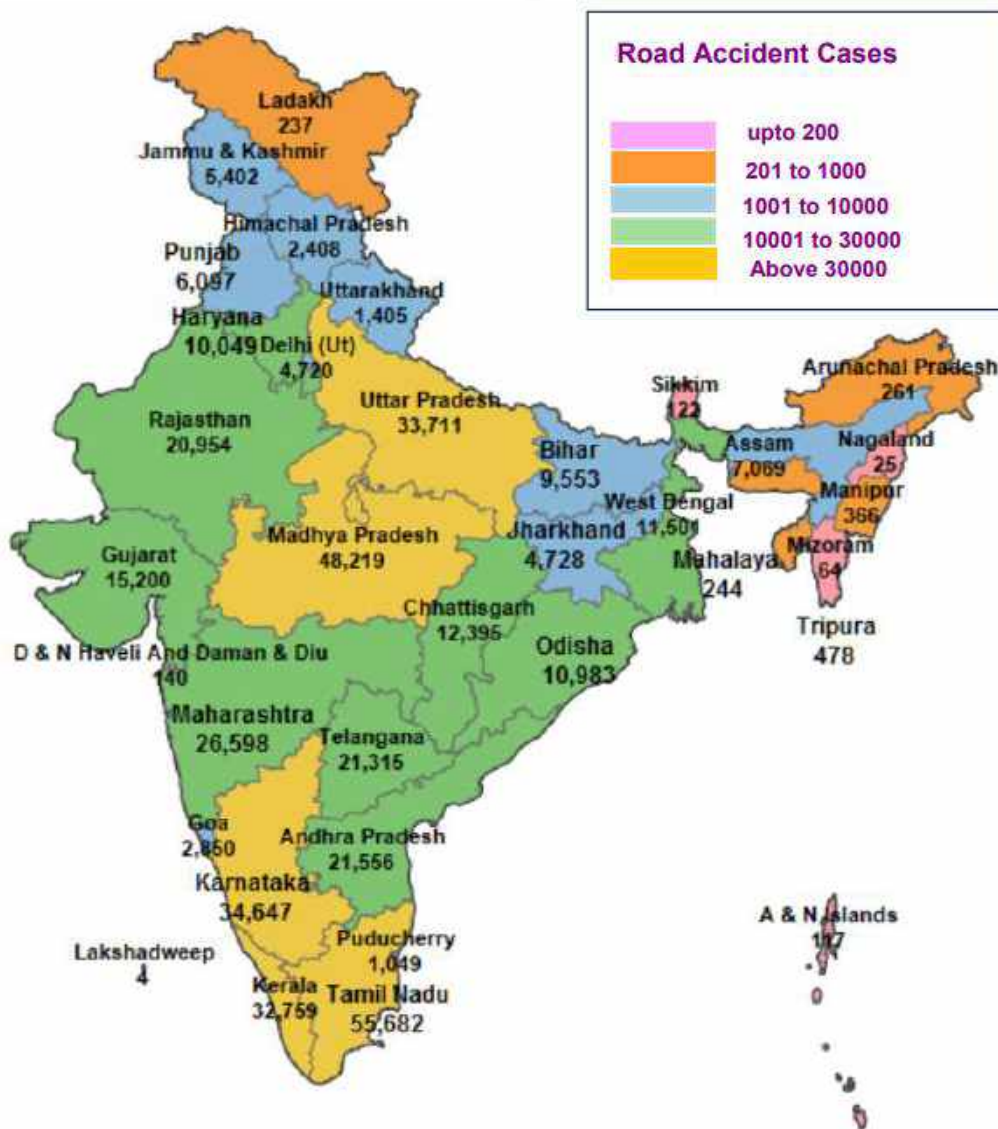 Road Accident Cases
upto 200
201 to 1000
1001 to 10000
10001 to 30000
Above 30000
Ladakh
237
Jammu & Kashmir
5,402
Himachal Pradesh
2,408
Punjab
6,097
Uttarakhand
1,405
Haryana
10,049
Delhi (Ut)
4,720
Rajasthan
20,954
Uttar Pradesh
33,711
Bihar
9,553
Sikkim
122
Arunachal Pradesh
261
Assam
7,069
Nagaland
25
Manipur
366
Mizoram
64
Tripura
478
Mahalaya
244
West Dengal
11,501
Jharkhand
4,728
Madhya Pradesh
48,219
Gujarat
15,200
Chhattisgarh
12,395
Odisha
10,983
D & N Haveli And Daman & Diu
140
Maharashtra
26,598
Telangana
21,315
Goa
2,850
Andhra Pradesh
21,556
Karnataka
34,647
Lakshadweep
4
Puducherry
1,049
Kerala
32,759
Tamil Nadu
55,682
A & N Islands
117